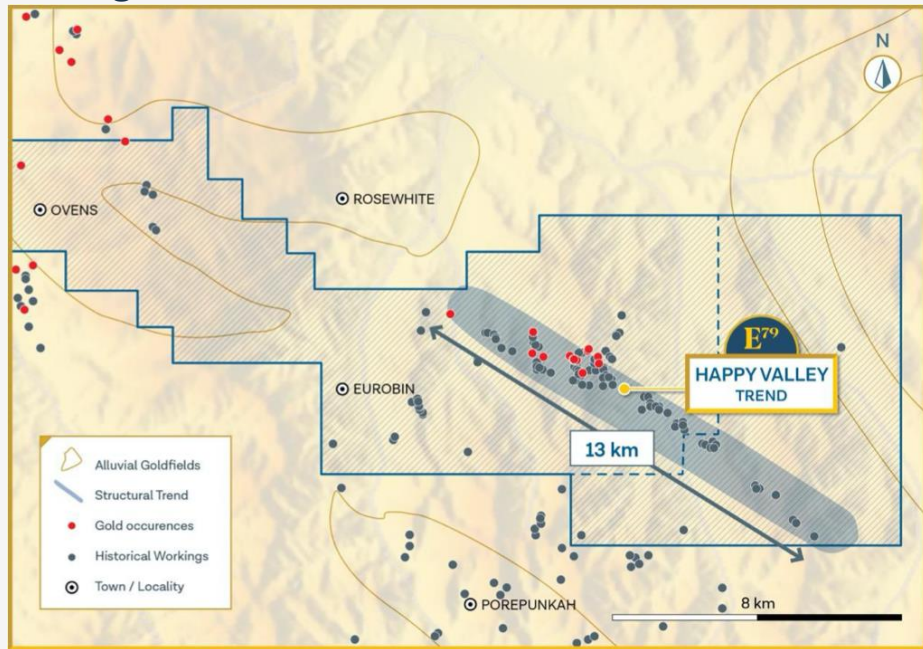 N
ROSEWHITE
OVENS
E79
HAPPY VALLEY
TREND
EUROBIN
13 km
Alluvial Goldfields
Structural Trend
Gold occurences
Historical Workings
Town / Locality
POREPUNKAH
8 km